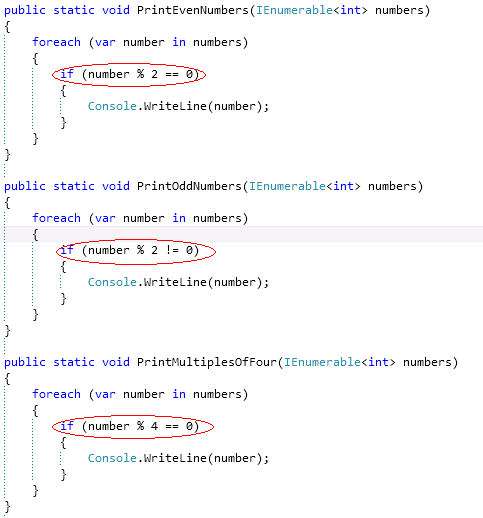 public static void PrintEvenNumbers(IEnumerable<int> numbers)
{
    foreach (var number in numbers)
    {
        if (number % 2 == 0)
        {
            Console.WriteLine(number);
        }
    }
}

public static void PrintOddNumbers(IEnumerable<int> numbers)
{
    foreach (var number in numbers)
    {
        if (number % 2 != 0)
        {
            Console.WriteLine(number);
        }
    }
}

public static void PrintMultiplesOfFour(IEnumerable<int> numbers)
{
    foreach (var number in numbers)
    {
        if (number % 4 == 0)
        {
            Console.WriteLine(number);
        }
    }
}